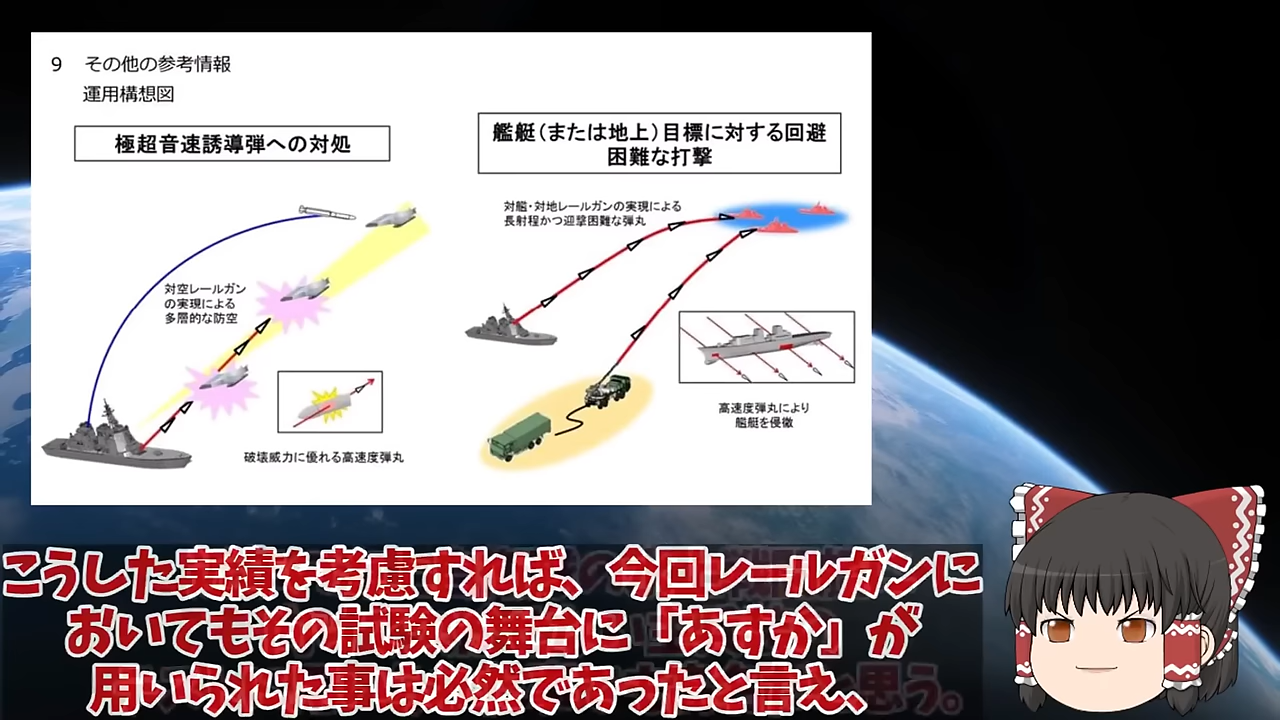 9 その他の参考情報
運用構想図
極超音速誘導弾への対処
対空レールガン
の実現による
多層的な防空
破壊威力に優れる高速度弾丸
艦艇(または地上)目標に対する回避
困難な打撃
対艦・対地レールガンの実現による
長射程かつ迎撃困難な弾丸
高速度弾丸により
艦艇を侵徹
こうした実績を考慮すれば、今回レールガンに
おいてもその試験の舞台に「あすか」が
用いられた事は必然であったと言え、
思う。